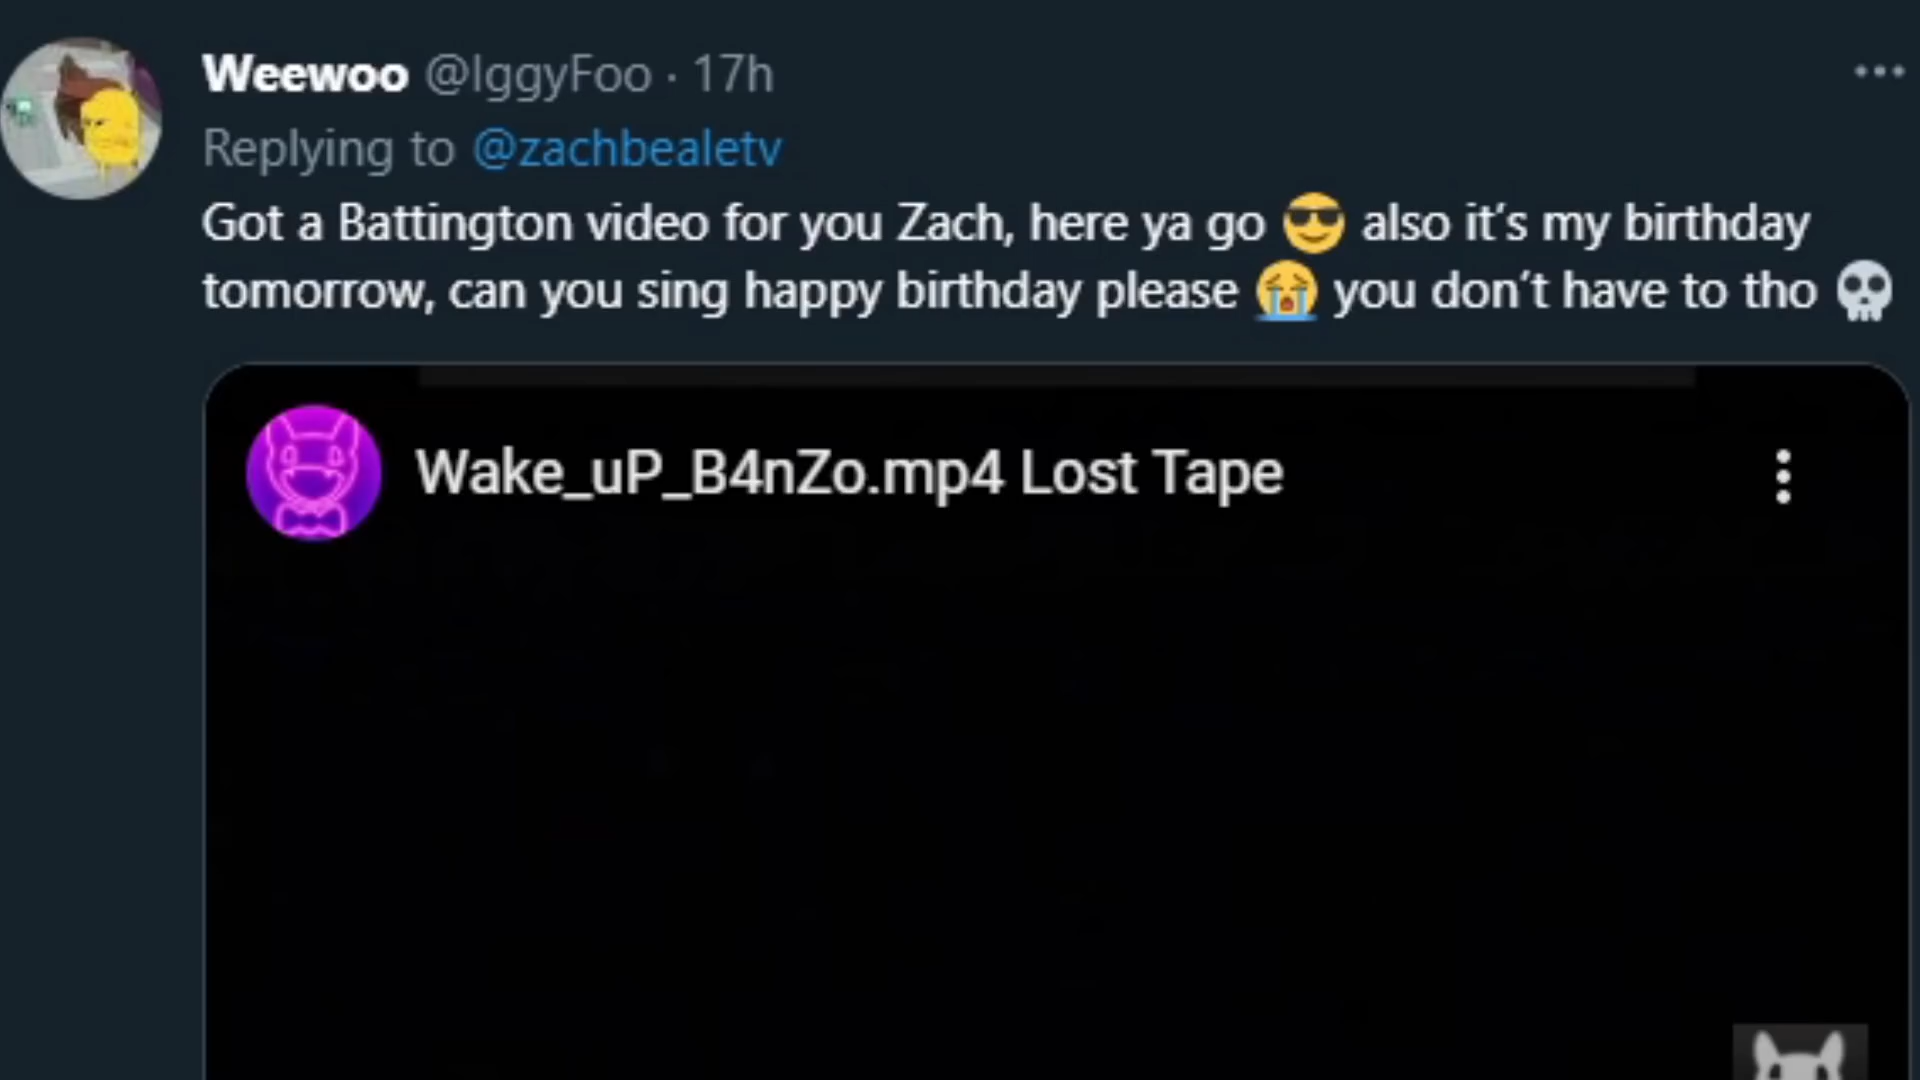 Weewoo @IggyFoo · 17h
Replying to @zachbealetv
Got a Battington video for you Zach, here ya go 😎 also it’s my birthday
tomorrow, can you sing happy birthday please 😭 you don’t have to tho 💀
Wake_uP_B4nZo.mp4 Lost Tape